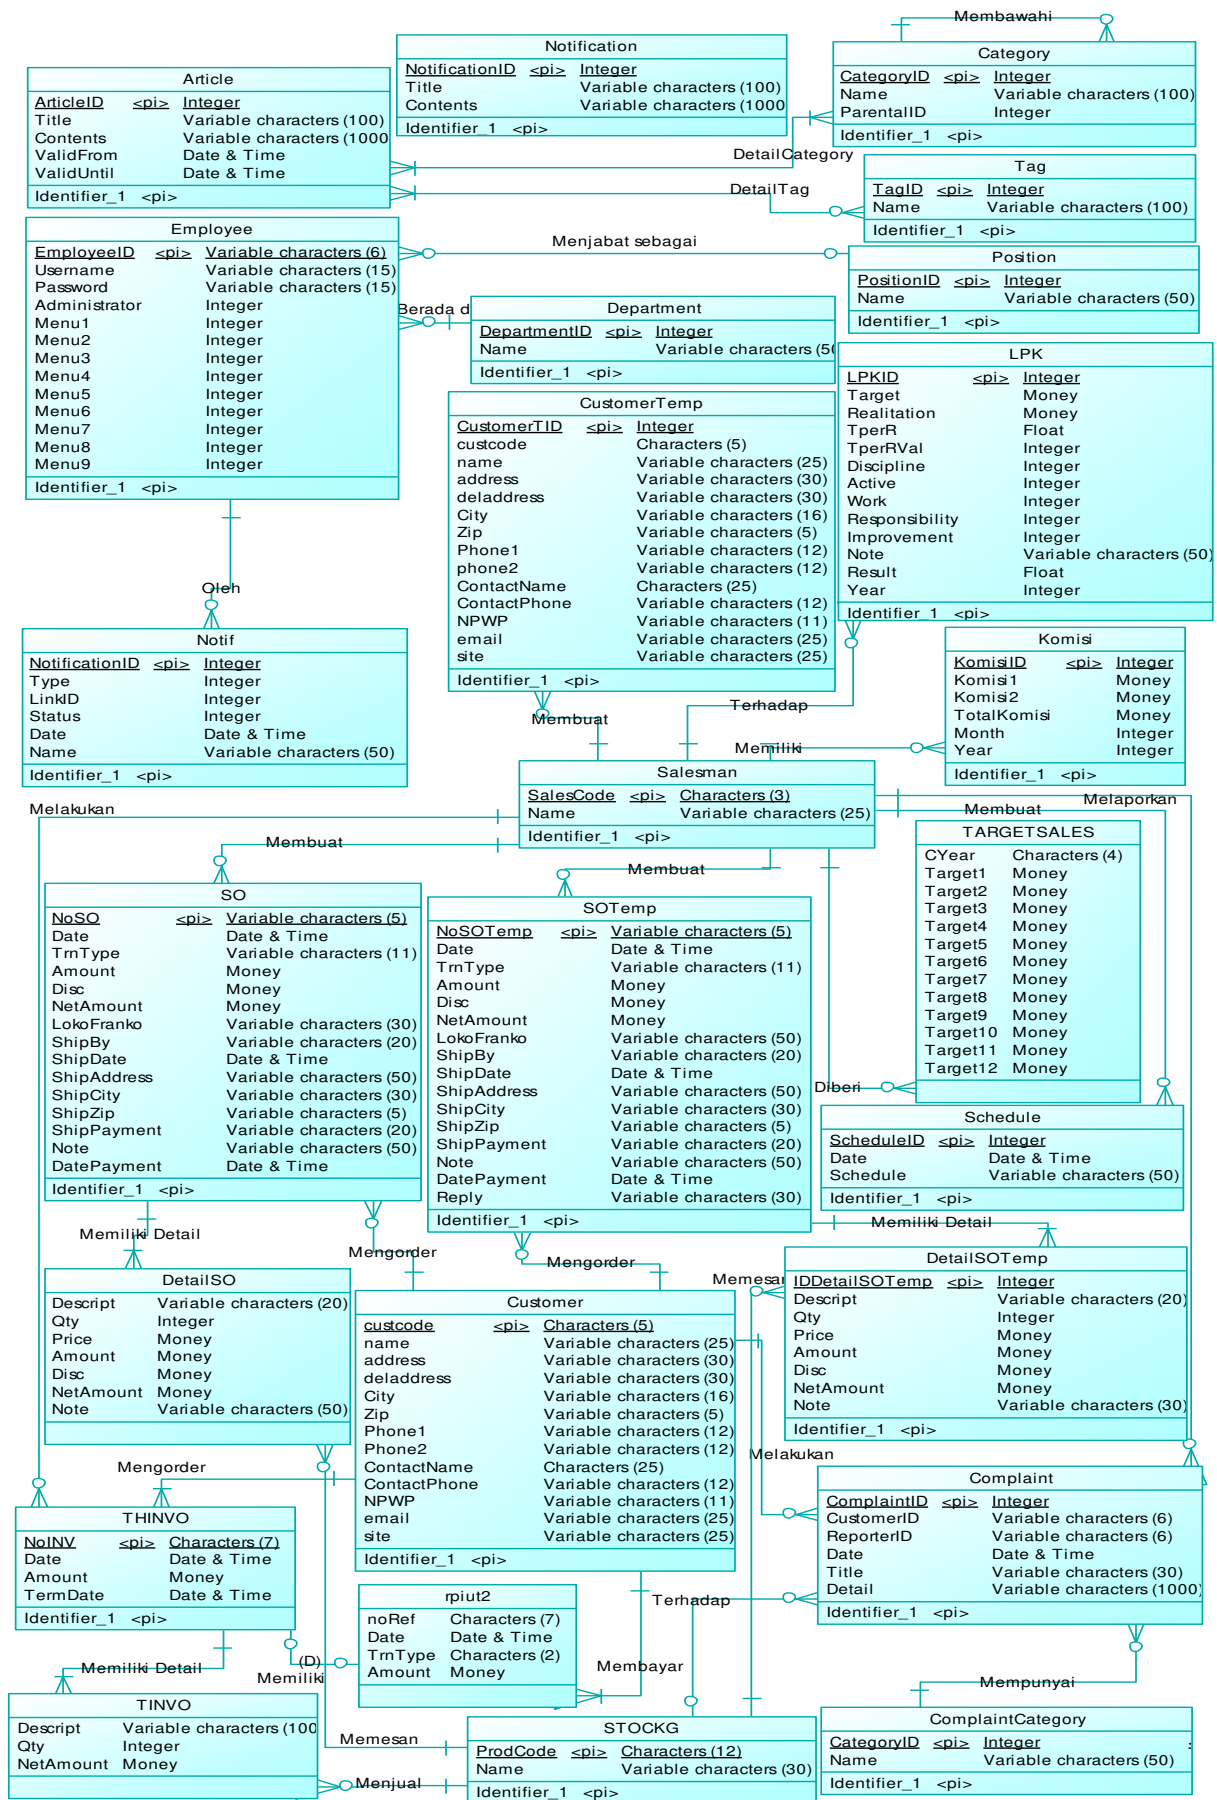 Membawahi
Notification
NotificationID <pi> Integer
Title Variable characters (100)
Contents Variable characters (1000
Identifier_1 <pi>
Category
CategoryID <pi> Integer
Name Variable characters (100)
ParentalID Integer
Identifier_1 <pi>
Article
ArticleID <pi> Integer
Title Variable characters (100)
Contents Variable characters (1000
ValidFrom Date & Time
ValidUntil Date & Time
Identifier_1 <pi>
DetailCategory
DetailTag
Tag
TagID <pi> Integer
Name Variable characters (100)
Identifier_1 <pi>
Employee
EmployeeID <pi> Variable characters (6)
Username Variable characters (15)
Password Variable characters (15)
Administrator Integer
Menu1 Integer
Menu2 Integer
Menu3 Integer
Menu4 Integer
Menu5 Integer
Menu6 Integer
Menu7 Integer
Menu8 Integer
Menu9 Integer
Identifier_1 <pi>
Menjabat sebagai
Position
PositionID <pi> Integer
Name Variable characters (50)
Identifier_1 <pi>
Berada d
Department
DepartmentID <pi> Integer
Name Variable characters (50
Identifier_1 <pi>
LPK
LPKID <pi> Integer
Target Money
Realitation Money
TperR Float
TperRVal Integer
Discipline Integer
Active Integer
Work Integer
Responsibility Integer
Improvement Integer
Note Variable characters (50)
Result Float
Year Integer
Identifier_1 <pi>
CustomerTemp
CustomerTID <pi> Integer
custcode Characters (5)
name Variable characters (25)
address Variable characters (30)
deladdress Variable characters (30)
City Variable characters (16)
Zip Variable characters (5)
Phone1 Variable characters (12)
phone2 Variable characters (12)
ContactName Characters (25)
ContactPhone Variable characters (12)
NPWP Variable characters (11)
email Variable characters (25)
site Variable characters (25)
Identifier_1 <pi>
Oleh
Notif
NotificationID <pi> Integer
Type Integer
LinkID Integer
Status Integer
Date Date & Time
Name Variable characters (50)
Identifier_1 <pi>
Komisi
KomisiID <pi> Integer
Komisi1 Money
Komisi2 Money
TotalKomisi Money
Month Integer
Year Integer
Identifier_1 <pi>
Membuat
Terhadap
Memiliki
Salesman
SalesCode <pi> Characters (3)
Name Variable characters (25)
Identifier_1 <pi>
Melakukan
Membuat
Membuat
Melaporkan
Membuat
TARGETSALES
CYear Characters (4)
Target1 Money
Target2 Money
Target3 Money
Target4 Money
Target5 Money
Target6 Money
Target7 Money
Target8 Money
Target9 Money
Target10 Money
Target11 Money
Target12 Money
Diberi
SO
NoSO <pi> Variable characters (5)
Date Date & Time
TrnType Variable characters (11)
Amount Money
Disc Money
NetAmount Money
LokoFranko Variable characters (30)
ShipBy Variable characters (20)
ShipDate Date & Time
ShipAddress Variable characters (50)
ShipCity Variable characters (30)
ShipZip Variable characters (5)
ShipPayment Variable characters (20)
Note Variable characters (50)
DatePayment Date & Time
Identifier_1 <pi>
SOTemp
NoSOTemp <pi> Variable characters (5)
Date Date & Time
TrnType Variable characters (11)
Amount Money
Disc Money
NetAmount Money
LokoFranko Variable characters (50)
ShipBy Variable characters (20)
ShipDate Date & Time
ShipAddress Variable characters (50)
ShipCity Variable characters (30)
ShipZip Variable characters (5)
ShipPayment Variable characters (20)
Note Variable characters (50)
DatePayment Date & Time
Reply Variable characters (30)
Identifier_1 <pi>
Schedule
ScheduleID <pi> Integer
Date Date & Time
Schedule Variable characters (50)
Identifier_1 <pi>
Memiliki Detail
Mengorder
Mengorder
Memiliki Detail
Memesan
DetailSO
Descript Variable characters (20)
Qty Integer
Price Money
Amount Money
Disc Money
NetAmount Money
Note Variable characters (50)
DetailSOTemp
IDDetailSOTemp <pi> Integer
Descript Variable characters (20)
Qty Integer
Price Money
Amount Money
Disc Money
NetAmount Money
Note Variable characters (30)
Identifier_1 <pi>
Customer
custcode <pi> Characters (5)
name Variable characters (25)
address Variable characters (30)
deladdress Variable characters (30)
City Variable characters (16)
Zip Variable characters (5)
Phone1 Variable characters (12)
Phone2 Variable characters (12)
ContactName Characters (25)
ContactPhone Variable characters (12)
NPWP Variable characters (11)
email Variable characters (25)
site Variable characters (25)
Identifier_1 <pi>
Mengorder
Melakukan
THINVO
NoINV <pi> Characters (7)
Date Date & Time
Amount Money
TermDate Date & Time
Identifier_1 <pi>
Complaint
ComplaintID <pi> Integer
CustomerID Variable characters (6)
ReporterID Variable characters (6)
Date Date & Time
Title Variable characters (30)
Detail Variable characters (1000)
Identifier_1 <pi>
rpiut2
noRef Characters (7)
Date Date & Time
TrnType Characters (2)
Amount Money
Terhadap
Memiliki Detail
(D)
Memiliki
Membayar
Mempunyai
TINVO
Descript Variable characters (100
Qty Integer
NetAmount Money
Memesan
Menjual
STOCKG
ProdCode <pi> Characters (12)
Name Variable characters (30)
Identifier_1 <pi>
ComplaintCategory
CategoryID <pi> Integer
Name Variable characters (50)
Identifier_1 <pi>